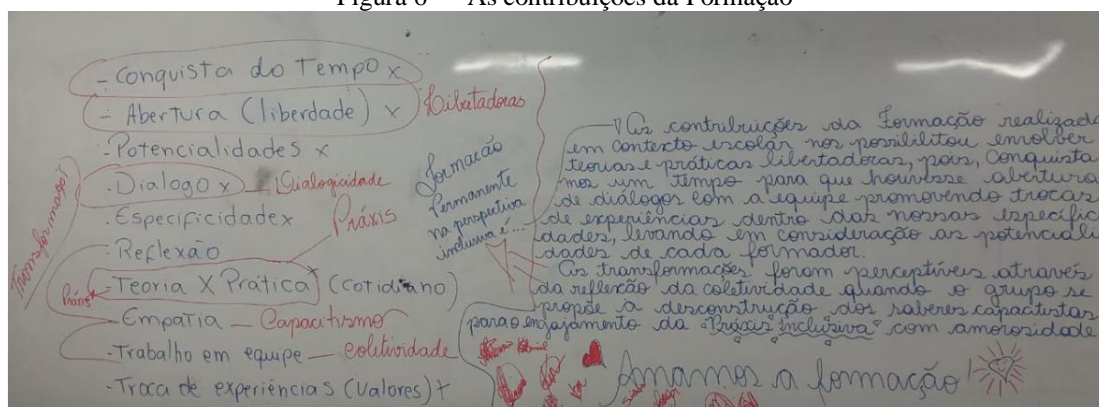 Figura 6 As contribuições da Formação
- Conquista do Tempo x
- Abertura (liberdade) x
Libertadoras
- Potencialidades x
- Dialogo x - Dialogicidade
- Especificidade x
Práxis
- Reflexão
- Teoria X Prática (cotidiano)
Práxis
- Empatia - Capacitismo
- Trabalho em equipe - coletividade
- Troca de experiências (Valores) +
Transformação
Formação
Permanente
na perspectiva
inclusiva é ...
As contribuições da Formação realizada
em contexto escolar nos possibilitou envolver
teorias e práticas libertadoras, pois, conquista
mos um tempo para que houvesse abertura
de diálogos com a equipe promovendo trocas
de experiências dentro das nossas específic
dades, levando em consideração as potenciali
dades de cada formador.
As transformações foram perceptíveis através
da reflexão da coletividade quando o grupo se
propõe a desconstrução dos saberes capacitistas
para o engajamento da "Práxis inclusiva" com amorosidade
Amamos a formação!